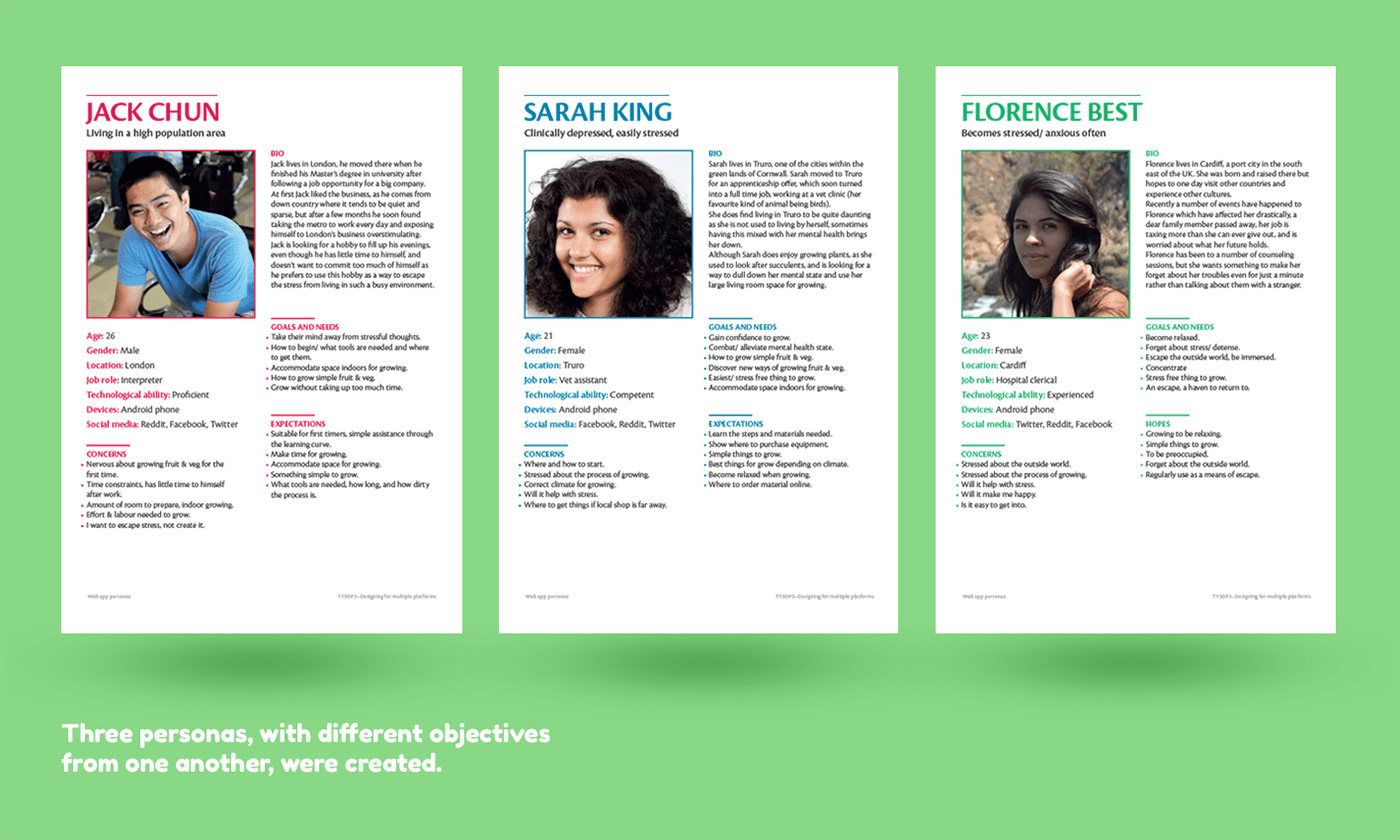 JACK CHUN
Living in a high population area
BIO
Jack lives in London, he moved there when he
finished his Master's degree in university after
following a job opportunity for a big company.
At first Jack liked the business, as he comes from
down country where it tends to be quiet and
sparse, but after a few months he soon found
taking the metro to work every day and exposing
himself to London's business overstimulating.
Jack is looking for a hobby to fill up his evenings,
even though he has little time to himself, and
doesn't want to commit too much of himself as
he prefers to use this hobby as a way to escape
the stress from living in such a busy environment.
Age: 26
Gender: Male
Location: London
Job role: Interpreter
Technological ability: Proficient
Devices: Android phone
Social media: Reddit, Facebook, Twitter
CONCERNS
• Nervous about growing fruit & veg for the
first time.
• Time constraints, has little time to himself
after work.
• Amount of room to prepare, indoor growing.
• Effort & labour needed to grow.
• I want to escape stress, not create it.
GOALS AND NEEDS
• Take their mind away from stressful thoughts.
• How to begin/ what tools are needed and where
to get them.
• Accommodate space indoors for growing.
• How to grow simple fruit & veg.
• Grow without taking up too much time.
EXPECTATIONS
• Suitable for first timers, simple assistance through
the learning curve.
• Make time for growing.
• Accommodate space for growing.
• Something simple to grow.
• What tools are needed, how long, and how dirty
the process is.
Web app personas
TY3DP3–Designing for multiple platforms
SARAH KING
Clinically depressed, easily stressed
BIO
Sarah lives in Truro, one of the cities within the
green lands of Cornwall. Sarah moved to Truro
for an apprenticeship offer, which soon turned
into a full time job, working at a vet clinic (her
favourite kind of animal being birds).
She does find living in Truro to be quite daunting
as she is not used to living by herself, sometimes
having this mixed with her mental health brings
her down.
Although Sarah does enjoy growing plants, as she
used to look after succulents, and is looking for a
way to dull down her mental state and use her
large living room space for growing.
Age: 21
Gender: Female
Location: Truro
Job role: Vet assistant
Technological ability: Competent
Devices: Android phone
Social media: Facebook, Reddit, Twitter
CONCERNS
• Where and how to start.
• Stressed about the process of growing.
• Correct climate for growing.
• Will it help with stress.
• Where to get things if local shop is far away.
GOALS AND NEEDS
• Gain confidence to grow.
• Combat/ alleviate mental health state.
• How to grow simple fruit & veg.
• Discover new ways of growing fruit & veg.
• Easiest/ stress free thing to grow.
• Accommodate space indoors for growing.
EXPECTATIONS
• Learn the steps and materials needed.
• Show where to purchase equipment.
• Simple things to grow.
• Best things for grow depending on climate.
• Become relaxed when growing.
• Where to order material online.
Web app personas
TY3DP3–Designing for multiple platforms
FLORENCE BEST
Becomes stressed/ anxious often
BIO
Florence lives in Cardiff, a port city in the south
east of the UK. She was born and raised there but
hopes to one day visit other countries and
experience other cultures.
Recently a number of events have happened to
Florence which have affected her drastically, a
dear family member passed away, her job is
taxing more than she can ever give out, and is
worried about what her future holds.
Florence has been to a number of counseling
sessions, but she wants something to make her
forget about her troubles even for just a minute
rather than talking about them with a stranger.
Age: 23
Gender: Female
Location: Cardiff
Job role: Hospital clerical
Technological ability: Experienced
Devices: Android phone
Social media: Twitter, Reddit, Facebook
CONCERNS
• Stressed about the outside world.
• Stressed about the process of growing.
• Will it help with stress.
• Will it make me happy.
• Is it easy to get into.
GOALS AND NEEDS
• Become relaxed.
• Forget about stress/ detense.
• Escape the outside world, be immersed.
• Concentrate
• Stress free thing to grow.
• An escape, a haven to return to.
HOPES
• Growing to be relaxing.
• Simple things to grow.
• To be preoccupied.
• Forget about the outside world.
• Regularly use as a means of escape.
Web app personas
TY3DP3–Designing for multiple platforms
Three personas, with different objectives
from one another, were created.